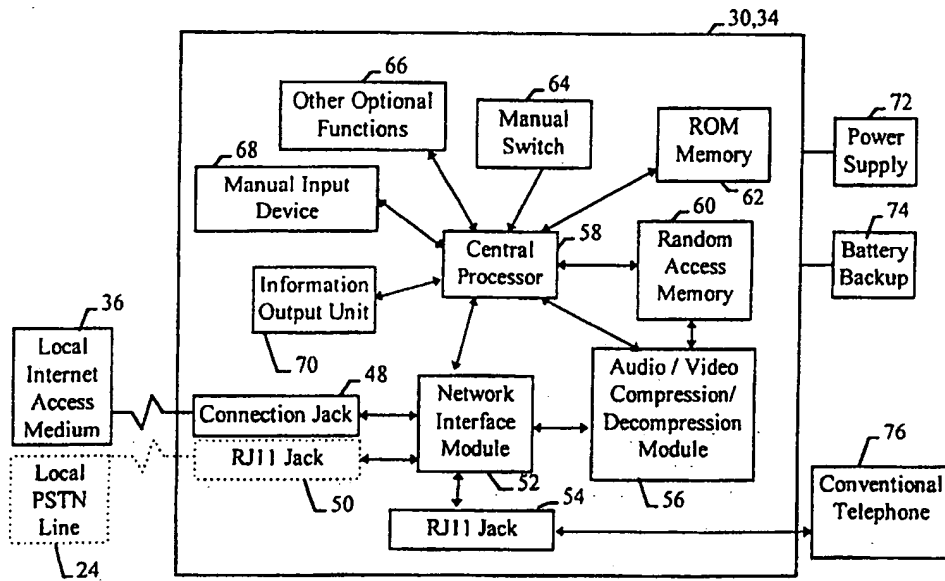 30,34
66
Other Optional
Functions
64
Manual
Switch
ROM
Memory
62
72
Power
Supply
68
Manual Input
Device
60
Random
Access
Memory
58
Central
Processor
74
Battery
Backup
Information
Output Unit
70
36
Local
Internet
Access
Medium
48
Connection Jack
Network
Interface
Module
52
Audio / Video
Compression/
Decompression
Module
56
RJ11 Jack
50
Local
PSTN
Line
24
54
RJ11 Jack
76
Conventional
Telephone